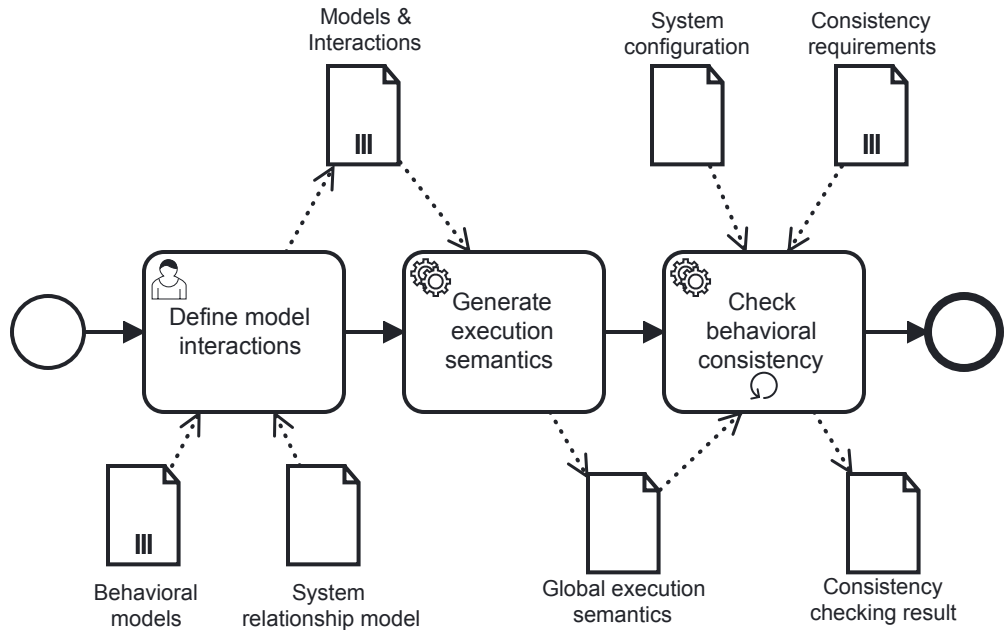 Models &
Interactions
System
configuration
Consistency
requirements
Define model
interactions
Generate
execution
semantics
Check
behavioral
consistency
Behavioral
models
System
relationship model
Global execution
semantics
Consistency
checking result